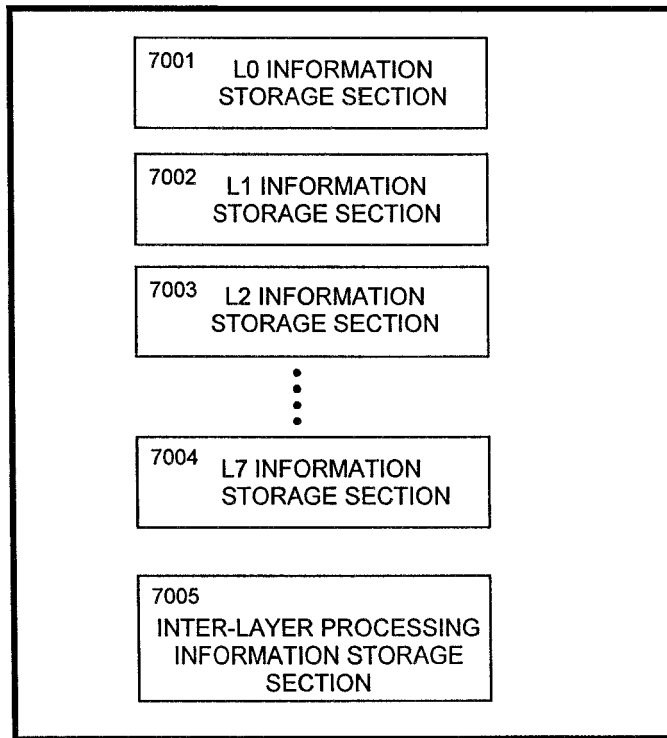 7001 L0 INFORMATION
STORAGE SECTION
7002 L1 INFORMATION
STORAGE SECTION
7003 L2 INFORMATION
STORAGE SECTION
7004 L7 INFORMATION
STORAGE SECTION
7005
INTER-LAYER PROCESSING
INFORMATION STORAGE
SECTION